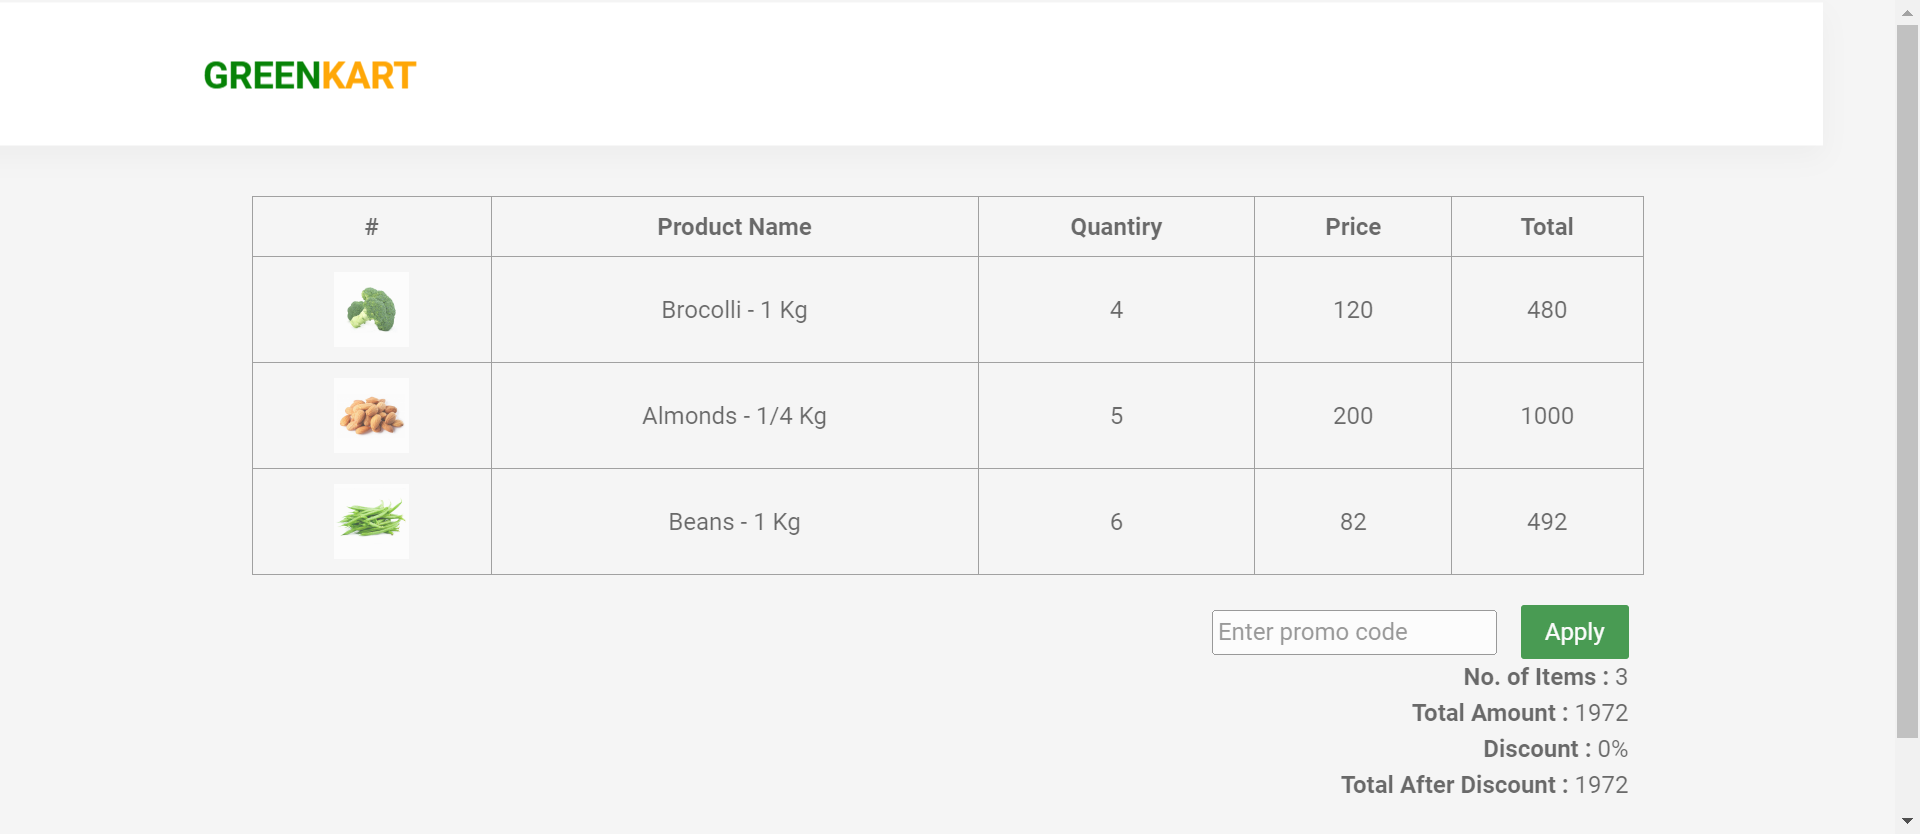 GREENKART
# Product Name Quantiry Price Total
Brocolli - 1 Kg 4 120 480
Almonds - 1/4 Kg 5 200 1000
Beans - 1 Kg 6 82 492
Enter promo code Apply
No. of Items : 3
Total Amount : 1972
Discount : 0%
Total After Discount : 1972